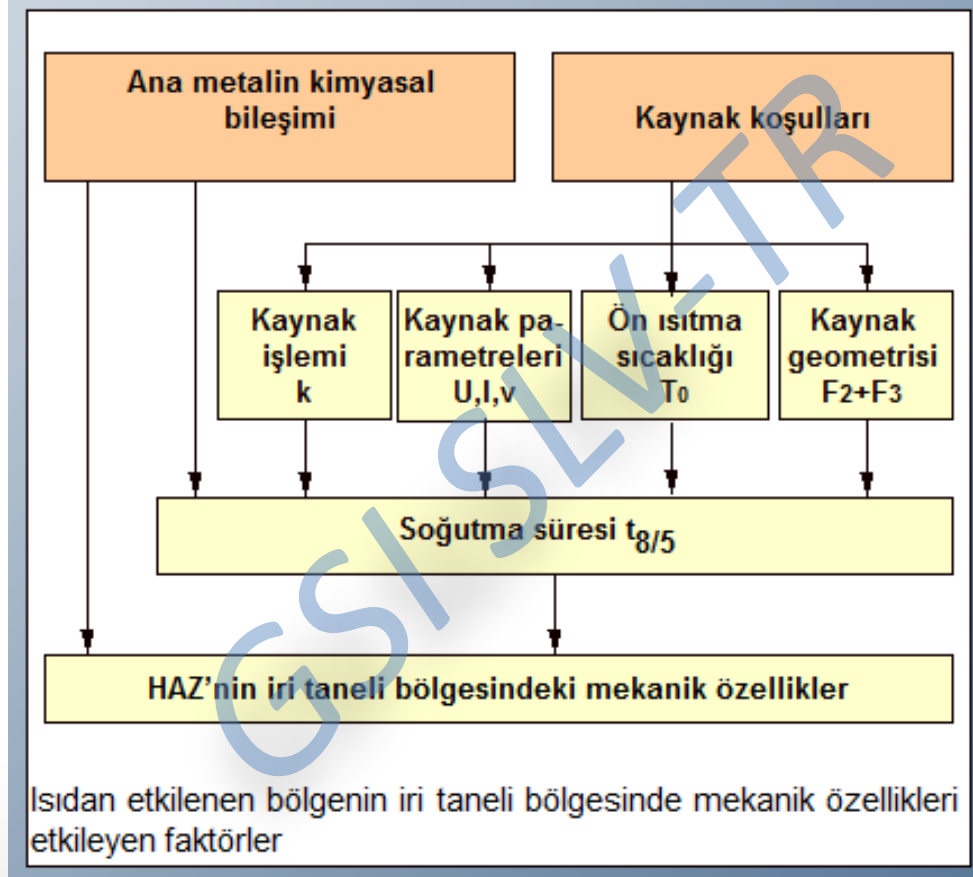 Ana metalin kimyasal
bileşimi
Kaynak koşulları
Kaynak
işlemi
k
Kaynak pa-
rametreleri
U,I,v
Ön ısıtma
sıcaklığı
T0
Kaynak
geometrisi
F2+F3
Soğutma süresi t8/5
HAZ’nin iri taneli bölgesindeki mekanik özellikler
Isıdan etkilenen bölgenin iri taneli bölgesinde mekanik özellikleri
etkileyen faktörler
GSI SLV-TR